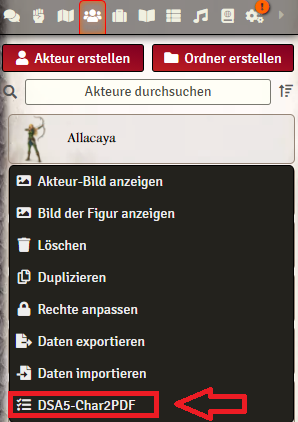 Akteur erstellen
Ordner erstellen
Akteure durchsuchen
Allacaya
Akteur-Bild anzeigen
Bild der Figur anzeigen
Löschen
Duplizieren
Rechte anpassen
Daten exportieren
Daten importieren
DSA5-Char2PDF